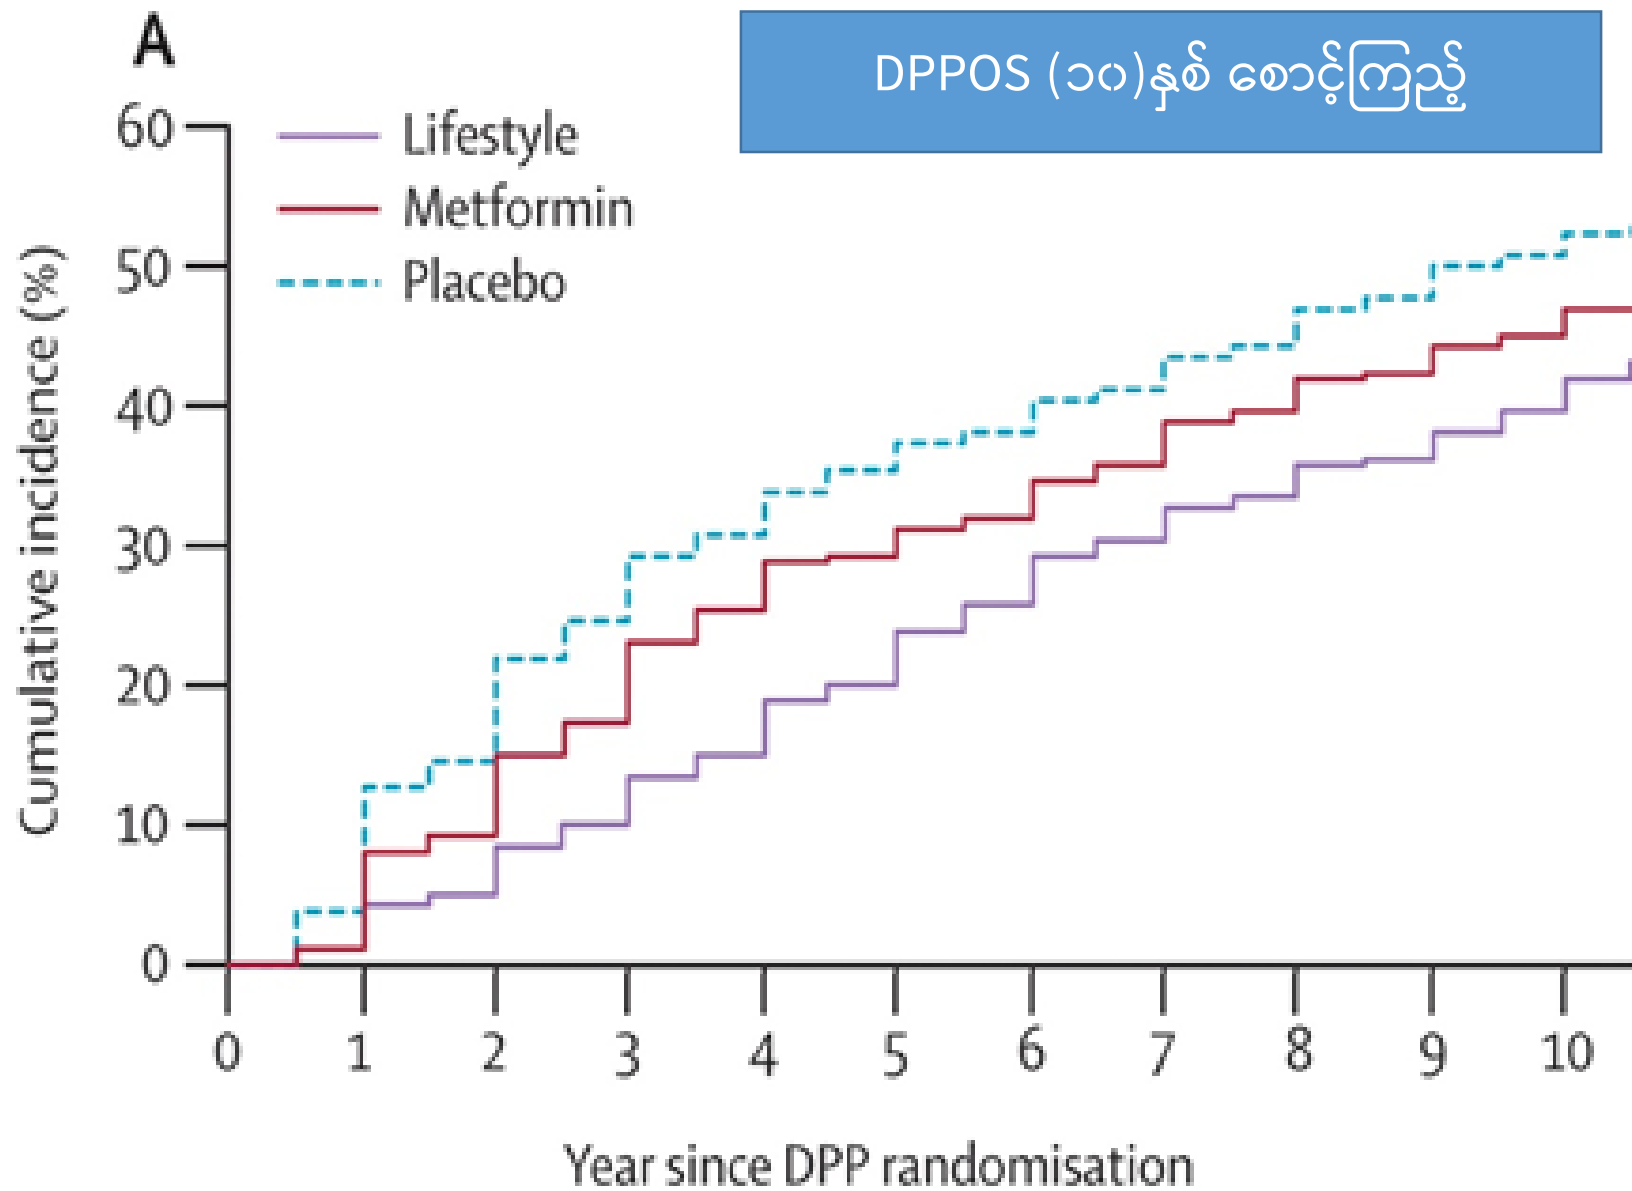 A
DPPOS (၁၀)နှစ် စောင့်ကြည့်
Lifestyle
Metformin
Placebo
Cumulative incidence (%)
60
50
40
30
20
10
0
0 1 2 3 4 5 6 7 8 9 10
Year since DPP randomisation